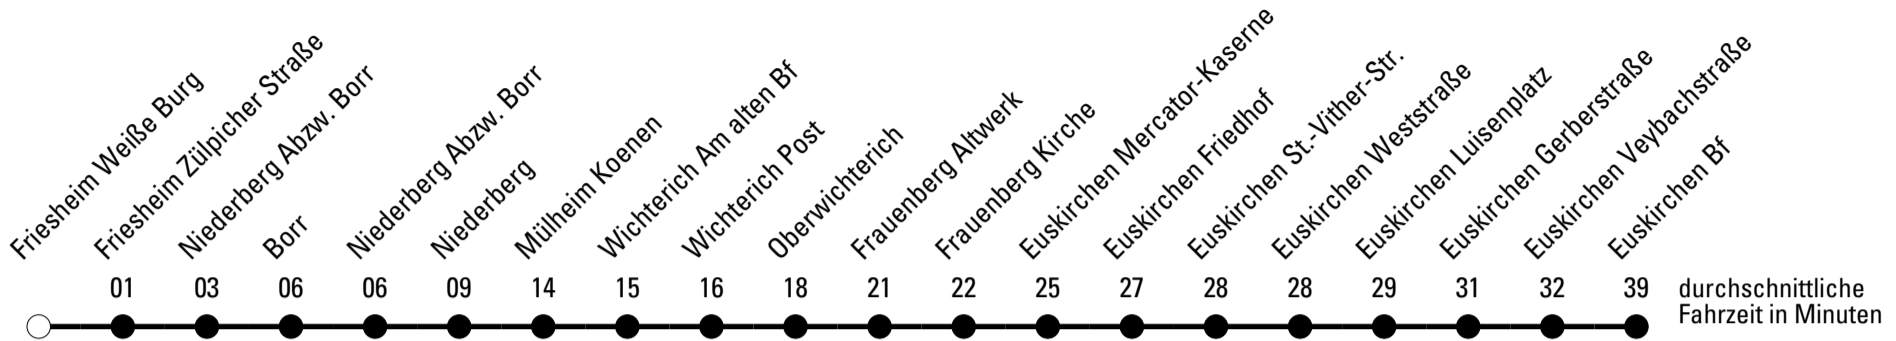 Friesheim Weiße Burg
Friesheim Zülpicher Straße
Niederberg Abzw. Borr
Borr
Niederberg Abzw. Borr
Niederberg
Mülheim Koenen
Wichterich Am alten Bf
Wichterich Post
Oberwichterich
Frauenberg Altwerk
Frauenberg Kirche
Euskirchen Mercator-Kaserne
Euskirchen Friedhof
Euskirchen St.-Vither-Str.
Euskirchen Weststraße
Euskirchen Luisenplatz
Euskirchen Gerberstraße
Euskirchen Veybachstraße
Euskirchen Bf
01 03 06 06 09 14 15 16 18 21 22 25 27 28 28 29 31 32 39 durchschnittliche
Fahrzeit in Minuten